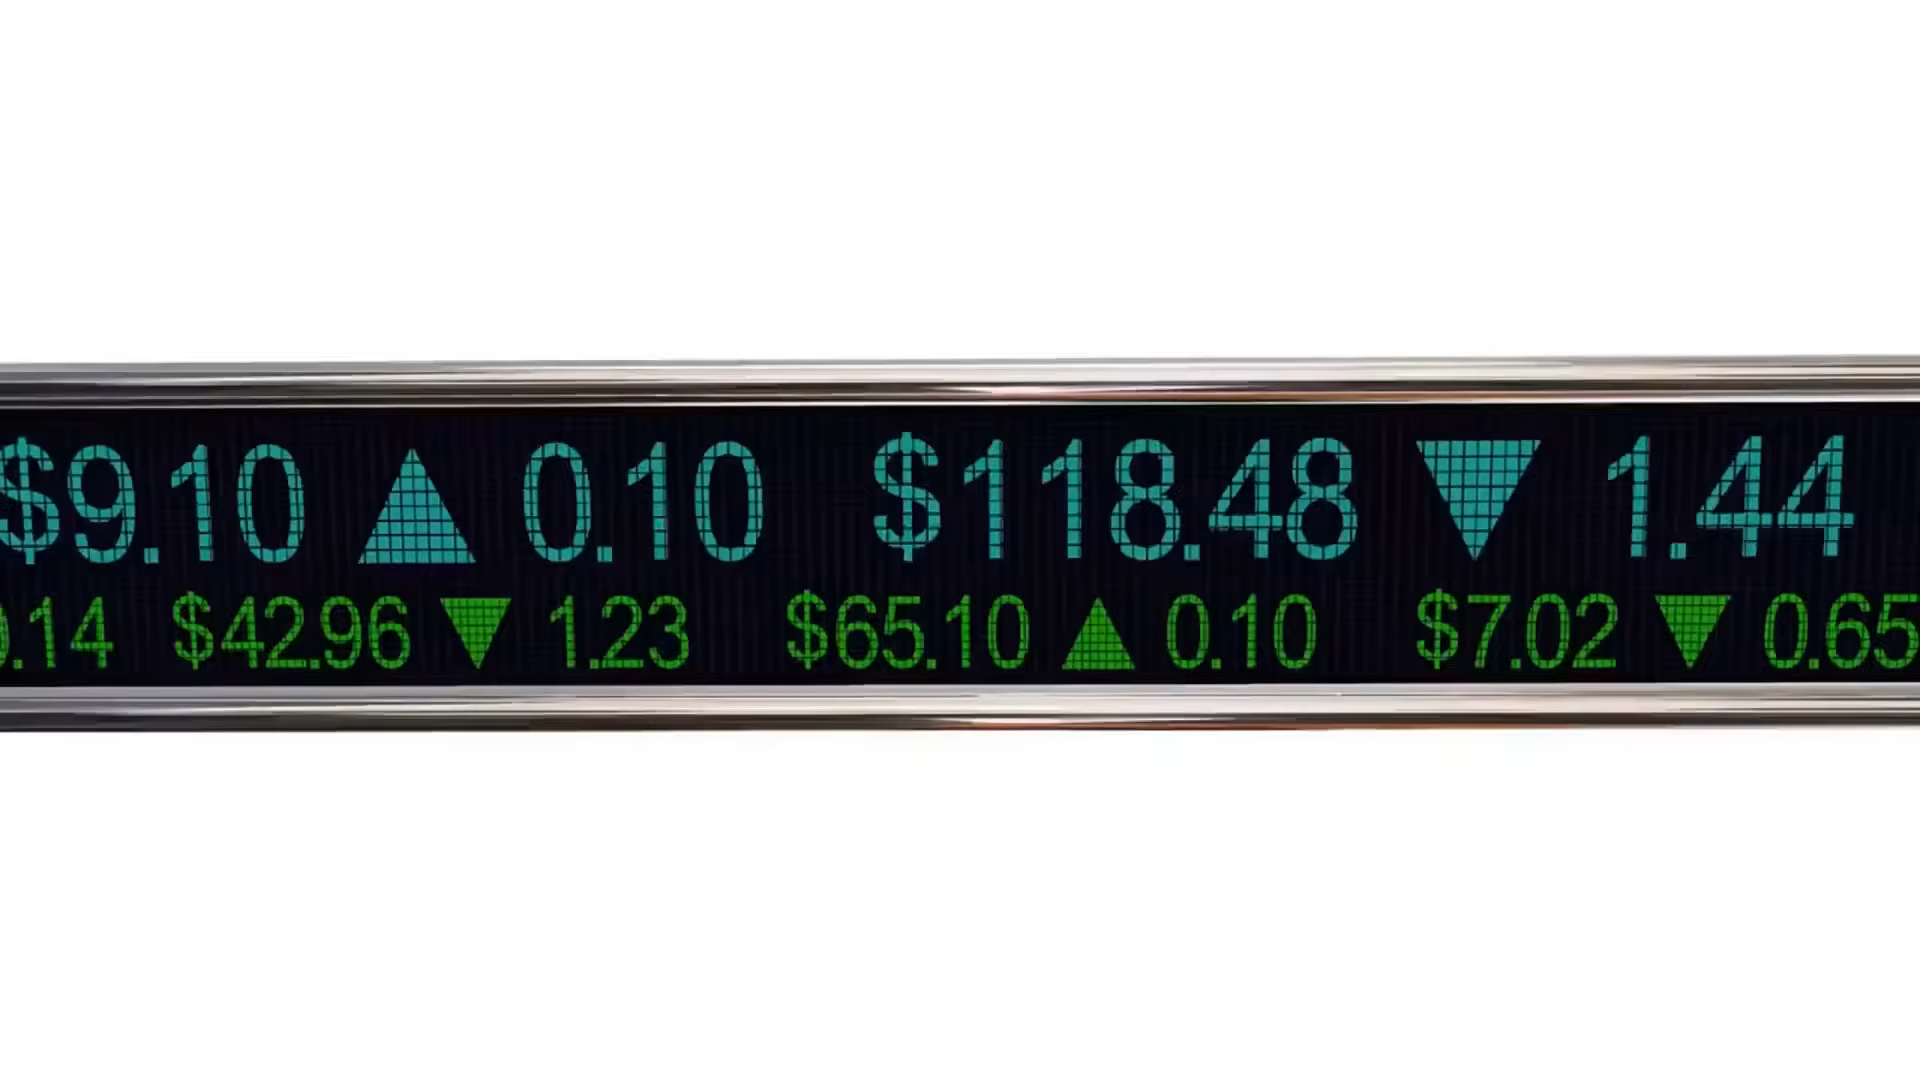 $9.10 ▲ 0.10 $118.48 ▼ 1.44
.14 $42.96 ▼ 1.23 $65.10 ▲ 0.10 $7.02 ▼ 0.65